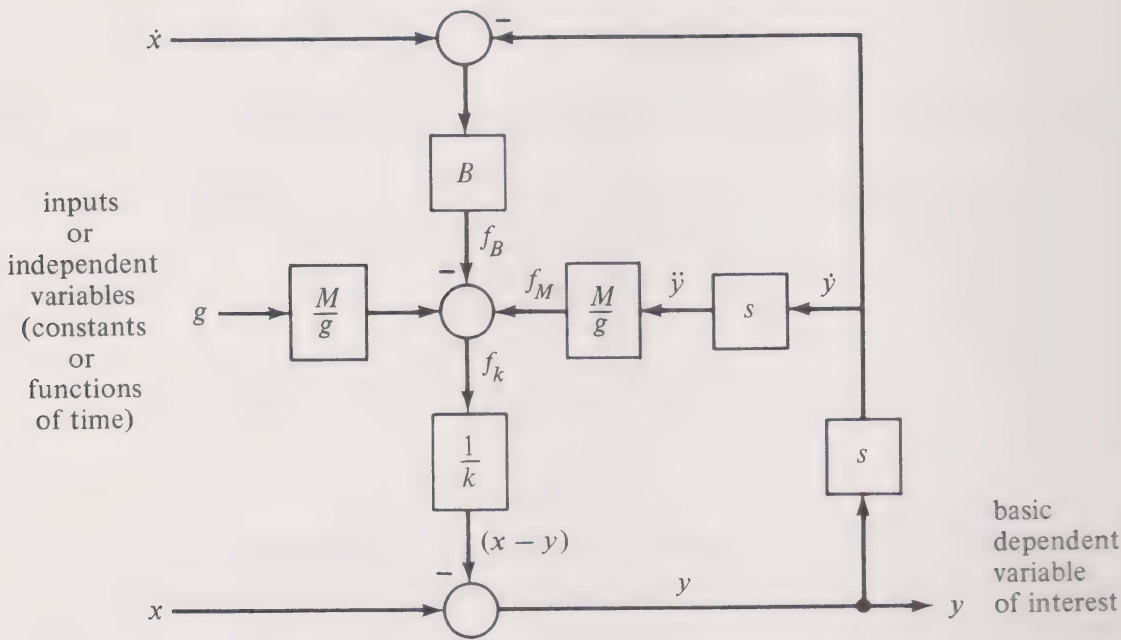 ẋ
−
B
inputs
or
independent
variables
(constants
or
functions
of time)
f_B
−
g
M
g
f_M
M
g
ÿ
s
ẏ
f_k
1
k
s
(x − y)
−
x
y
y
basic
dependent
variable
of interest